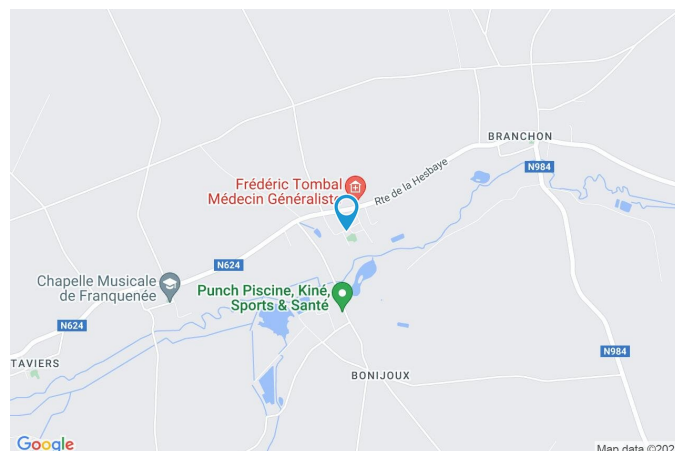 BRANCHON
N984
Rte de la Hesbaye
Frédéric Tombal
Médecin Généraliste
N624
Chapelle Musicale
de Franquenée
Punch Piscine, Kiné,
Sports & Santé
N624
N984
TAVIERS
BONIJOUX
Google
Map data ©202